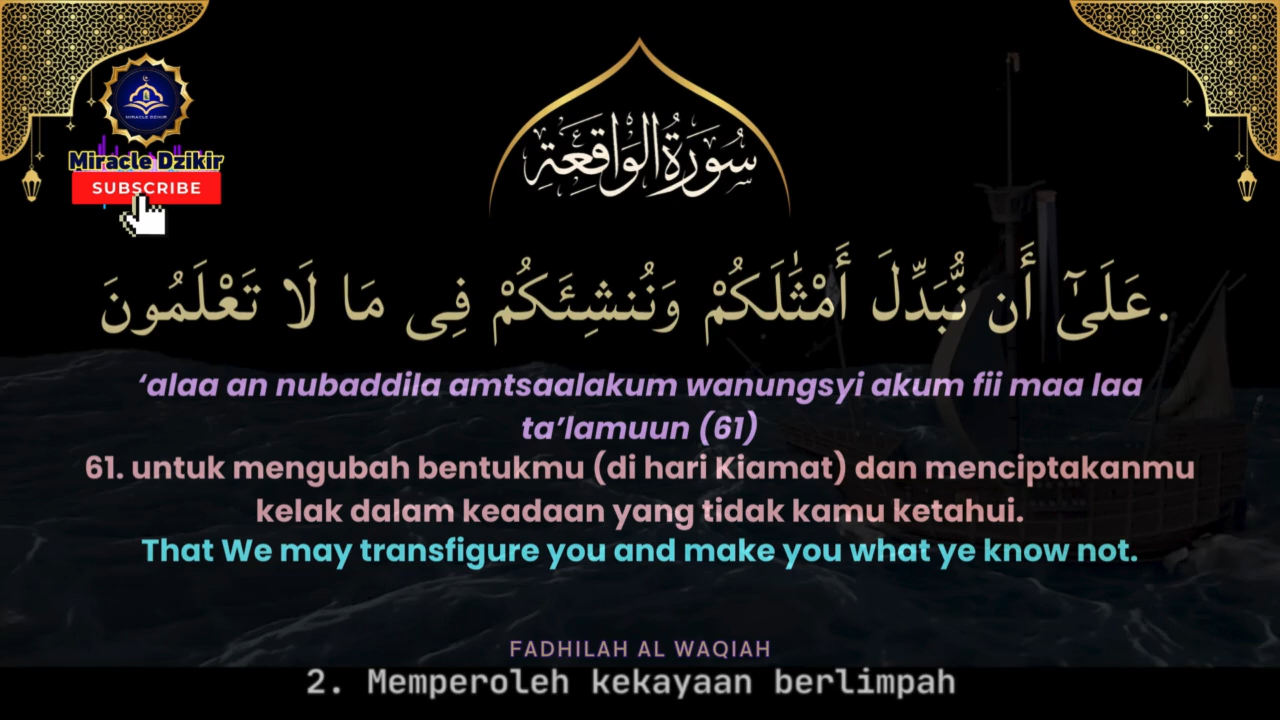 MIRACLE DZIKIR
Miracle Dzikir
SUBSCRIBE
سُورَةُ الْوَاقِعَةِ
عَلَىٰٓ أَن نُّبَدِّلَ أَمْثَٰلَكُمْ وَنُنشِئَكُمْ فِى مَا لَا تَعْلَمُونَ.
‘alaa an nubaddila amtsaalakum wanungsyi akum fii maa laa
ta’lamuun (61)
61. untuk mengubah bentukmu (di hari Kiamat) dan menciptakanmu
kelak dalam keadaan yang tidak kamu ketahui.
That We may transfigure you and make you what ye know not.
FADHILAH AL WAQIAH
2. Memperoleh kekayaan berlimpah